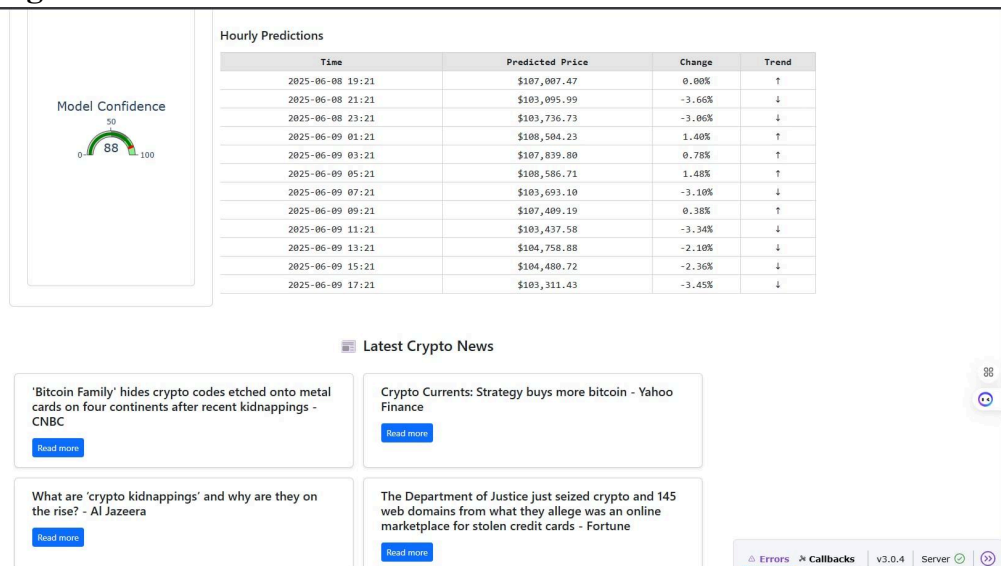 Hourly Predictions
Time Predicted Price Change Trend
2025-06-08 19:21 $107,007.47 0.00% ↑
2025-06-08 21:21 $103,095.99 -3.66% ↓
2025-06-08 23:21 $103,736.73 -3.06% ↓
2025-06-09 01:21 $108,504.23 1.40% ↑
2025-06-09 03:21 $107,839.80 0.78% ↑
2025-06-09 05:21 $108,586.71 1.48% ↑
2025-06-09 07:21 $103,693.10 -3.10% ↓
2025-06-09 09:21 $107,409.19 0.38% ↑
2025-06-09 11:21 $103,437.58 -3.34% ↓
2025-06-09 13:21 $104,758.88 -2.10% ↓
2025-06-09 15:21 $104,480.72 -2.36% ↓
2025-06-09 17:21 $103,311.43 -3.45% ↓
Model Confidence
50
0 88 100
Latest Crypto News
'Bitcoin Family' hides crypto codes etched onto metal
cards on four continents after recent kidnappings -
CNBC
Read more
Crypto Currents: Strategy buys more bitcoin - Yahoo
Finance
Read more
What are 'crypto kidnappings' and why are they on
the rise? - Al Jazeera
Read more
The Department of Justice just seized crypto and 145
web domains from what they allege was an online
marketplace for stolen credit cards - Fortune
Read more
Errors Callbacks v3.0.4 Server